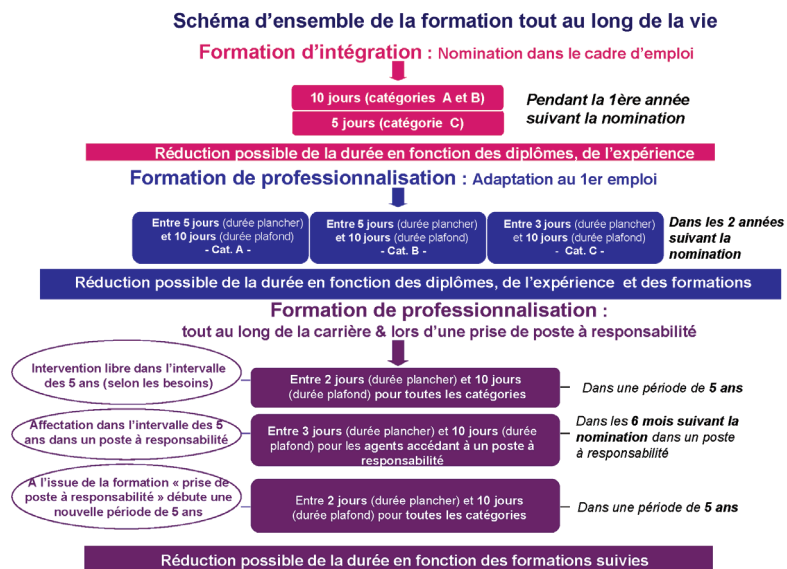 Schéma d'ensemble de la formation tout au long de la vie
Formation d'intégration : Nomination dans le cadre d'emploi
10 jours (catégories A et B)
5 jours (catégorie C)
Pendant la 1ère année
suivant la nomination
Réduction possible de la durée en fonction des diplômes, de l'expérience
Formation de professionnalisation : Adaptation au 1er emploi
Entre 5 jours (durée plancher)
et 10 jours (durée plafond)
- Cat. A -
Entre 5 jours (durée plancher)
et 10 jours (durée plafond)
- Cat. B -
Entre 3 jours (durée plancher)
et 10 jours (durée plafond)
- Cat. C -
Dans les 2 années
suivant la
nomination
Réduction possible de la durée en fonction des diplômes, de l'expérience et des formations
Formation de professionnalisation :
tout au long de la carrière & lors d'une prise de poste à responsabilité
Intervention libre dans l'intervalle
des 5 ans (selon les besoins)
Entre 2 jours (durée plancher) et 10 jours
(durée plafond) pour toutes les catégories
Dans une période de 5 ans
Affectation dans l'intervalle des 5
ans dans un poste à responsabilité
Entre 3 jours (durée plancher) et 10 jours (durée
plafond) pour les agents accédant à un poste à
responsabilité
Dans les 6 mois suivant la
nomination dans un poste
à responsabilité
A l'issue de la formation « prise de
poste à responsabilité » débute une
nouvelle période de 5 ans
Entre 2 jours (durée plancher) et 10 jours
(durée plafond) pour toutes les catégories
Dans une période de 5 ans
Réduction possible de la durée en fonction des formations suivies